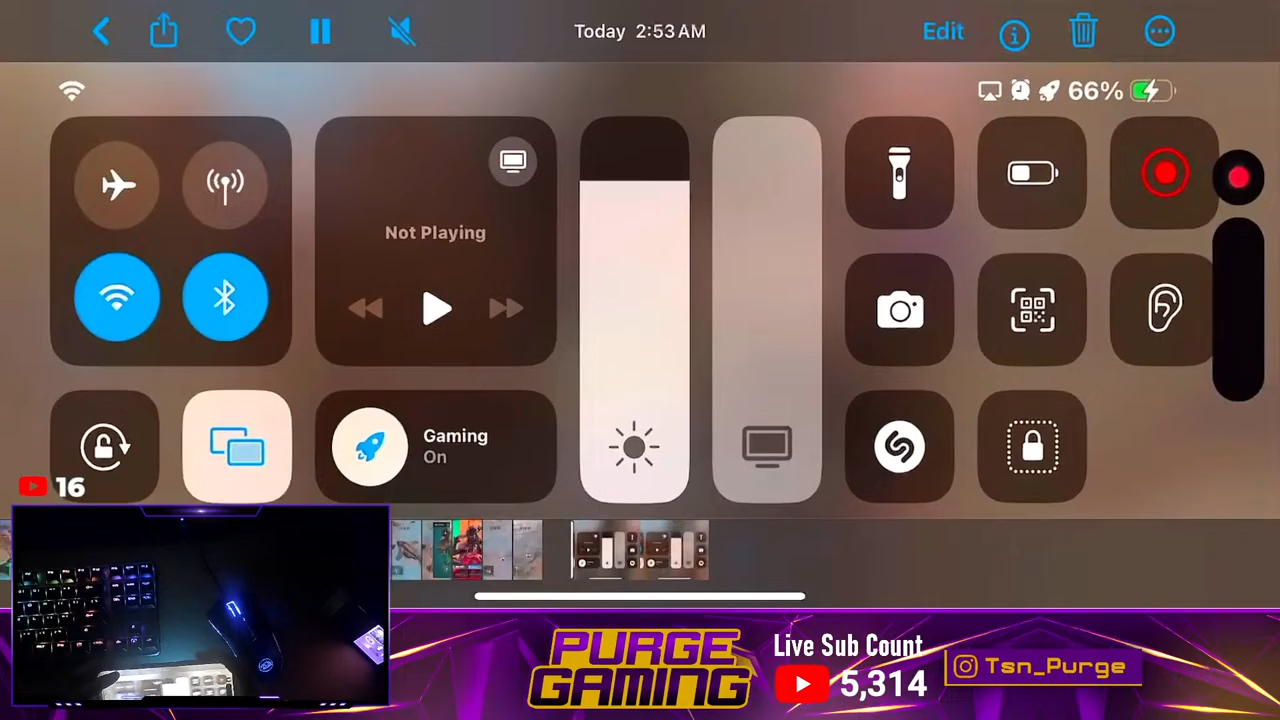 Today 2:53 AM
Edit
66%
Not Playing
Gaming
On
16
PURGE
GAMING
Live Sub Count
5,314
Tsn_Purge